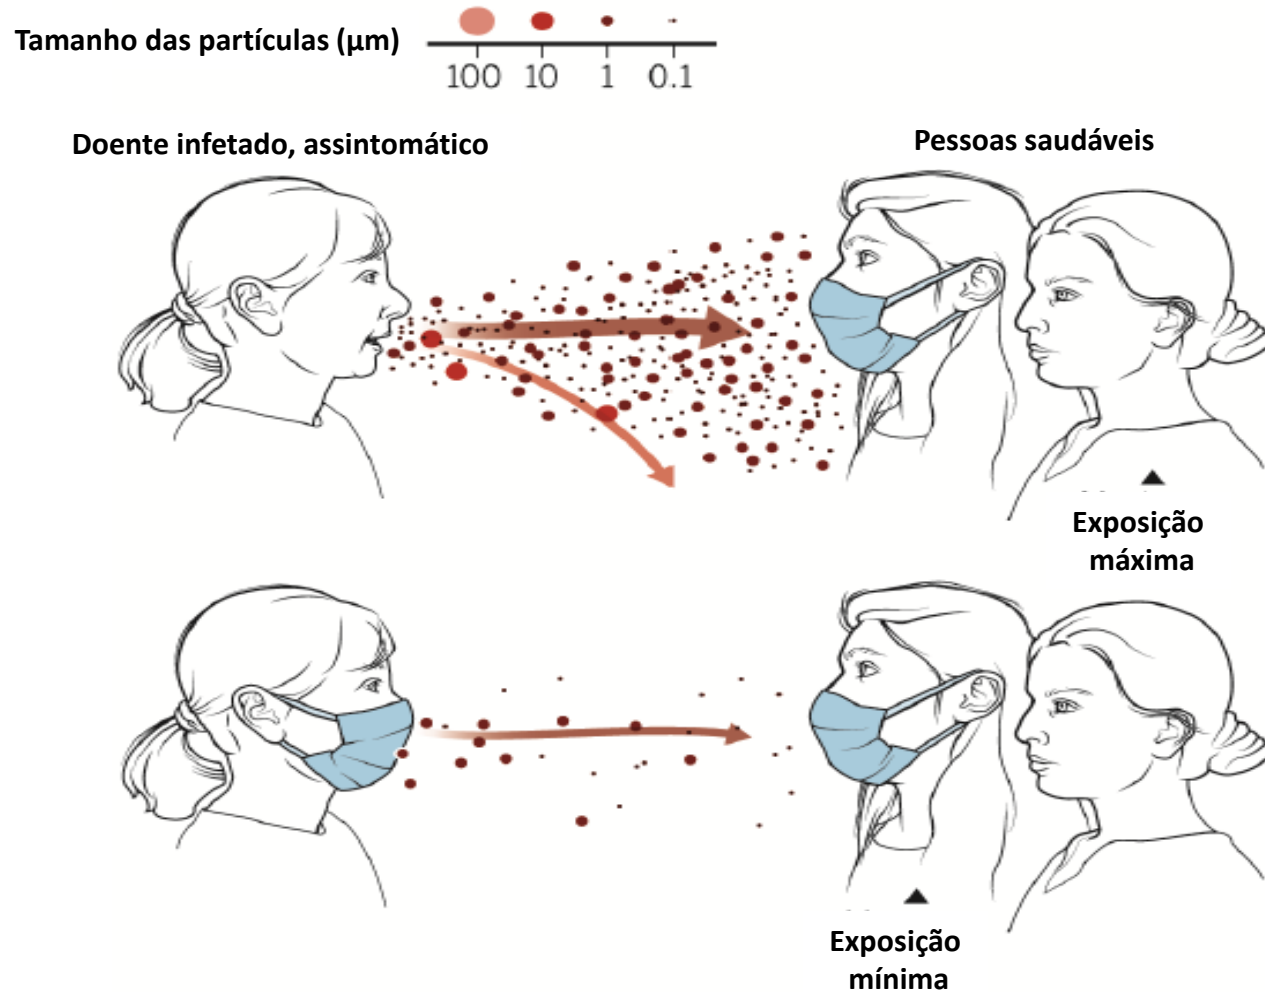 Tamanho das partículas (µm)
100 10 1 0.1
Doente infetado, assintomático
Pessoas saudáveis
Exposição
máxima
Exposição
mínima